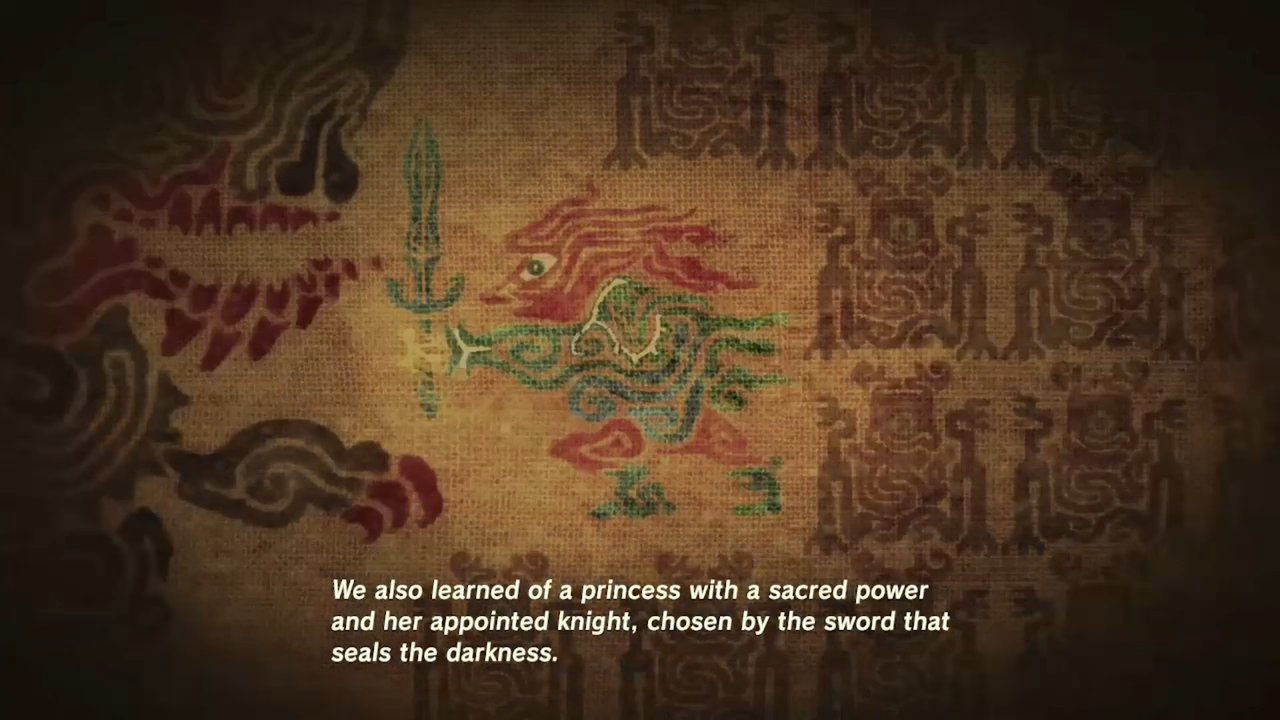 We also learned of a princess with a sacred power
and her appointed knight, chosen by the sword that
seals the darkness.